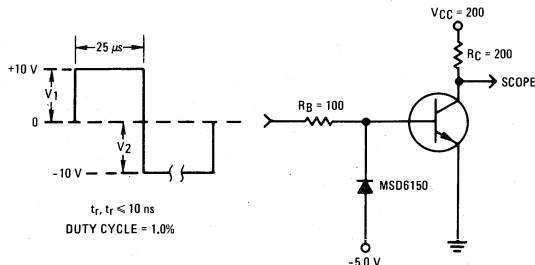 25 μs
+10 V
V1
0
V2
-10 V
tr, tr ⩽ 10 ns
DUTY CYCLE = 1.0%
VCC = 200
RC = 200
SCOPE
RB = 100
MSD6150
-5.0 V